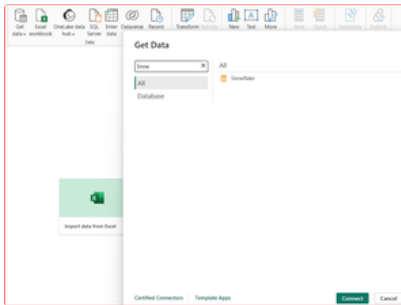 Get Excel OneLake data SQL Enter Dataverse Recent Transform Refresh New Text More
data workbook hub Server data
Data
Get Data
Snow
All
All
Snowflake
Database
Import data from Excel
Certified Connectors Template Apps
Connect Cancel